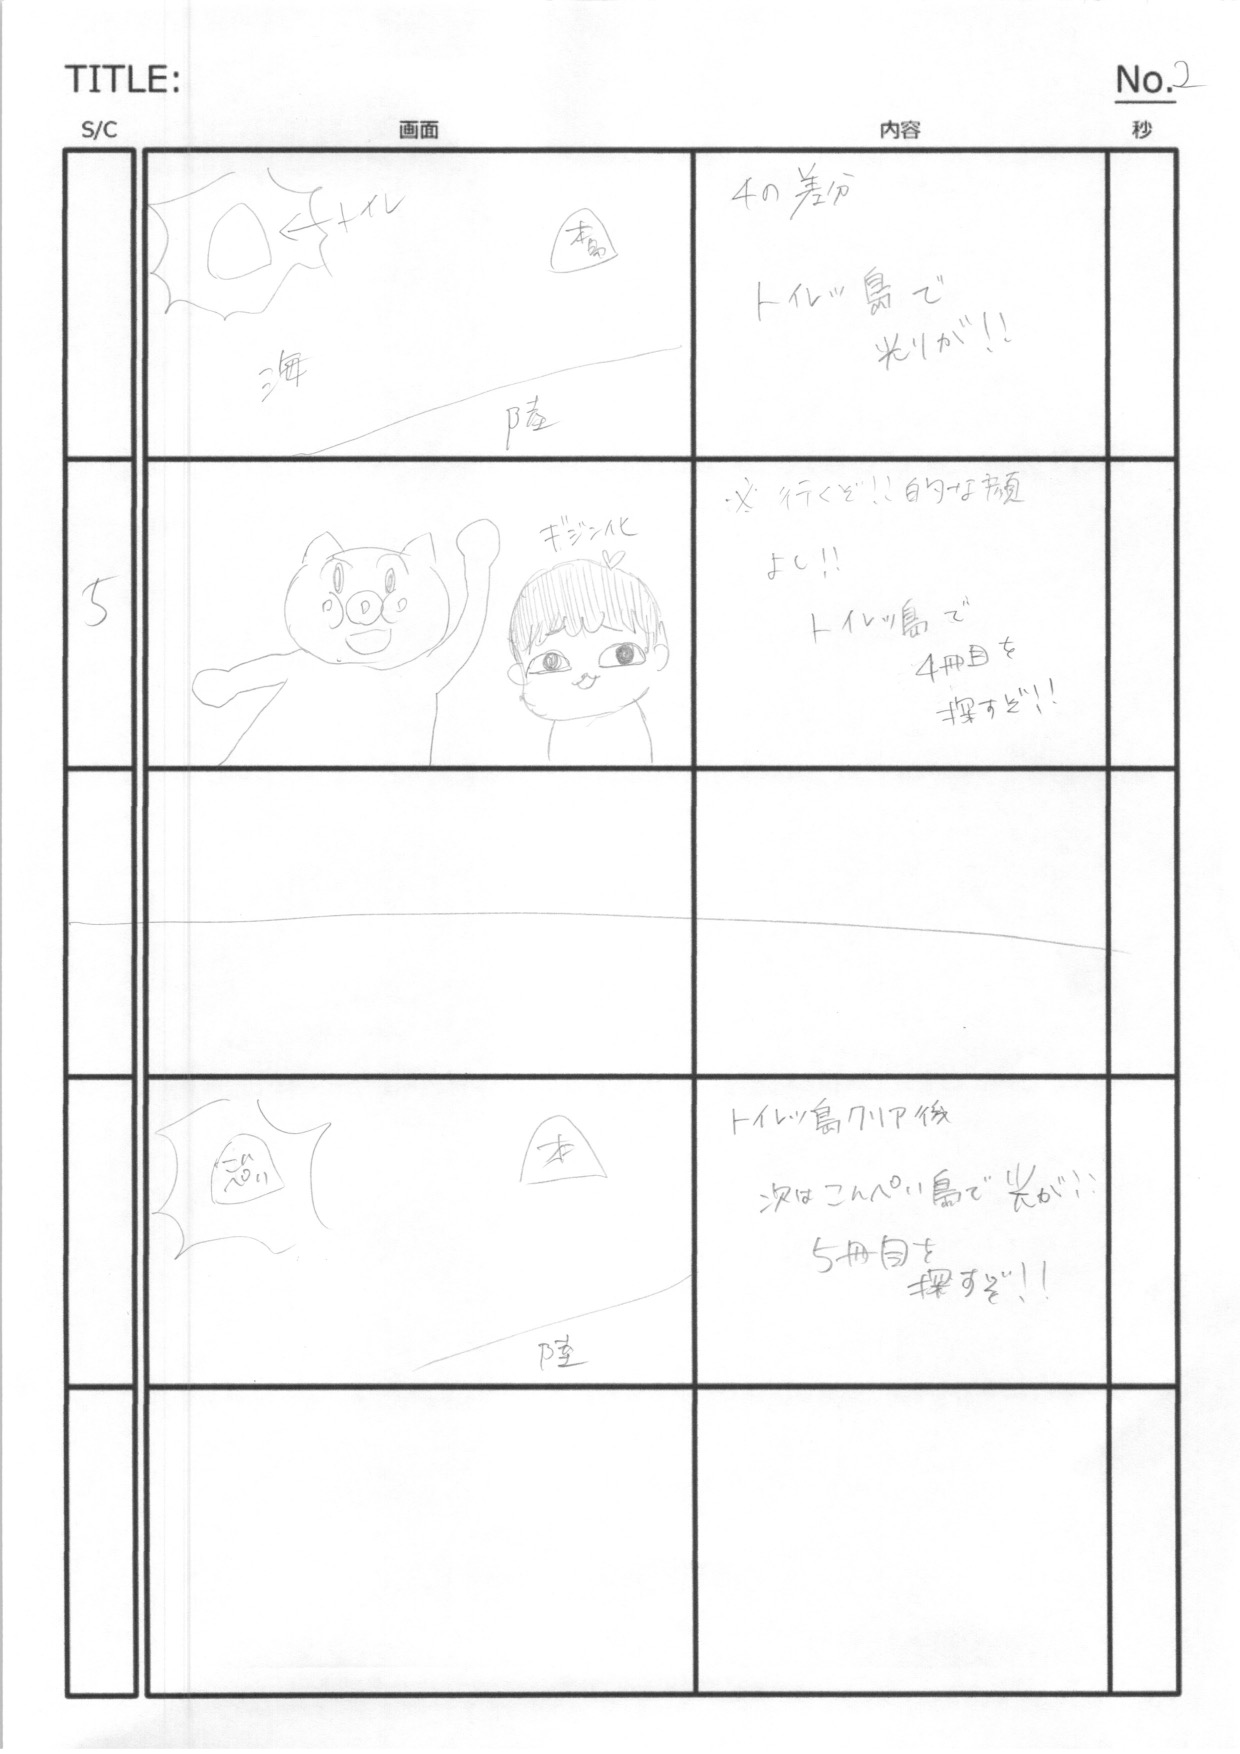 TITLE:
No.2
S/C
画面
内容
秒
トイレ
本島
海
陸
4の差分
トイレッ島で
光りが!!
5
ギジン化
※行くぞ!!的な顔
よし!!
トイレッ島で
4冊目を
探すぞ!!
こんぺい
本
陸
トイレッ島クリア後
次はこんぺい島で光が!!
5冊目を
探すぞ!!